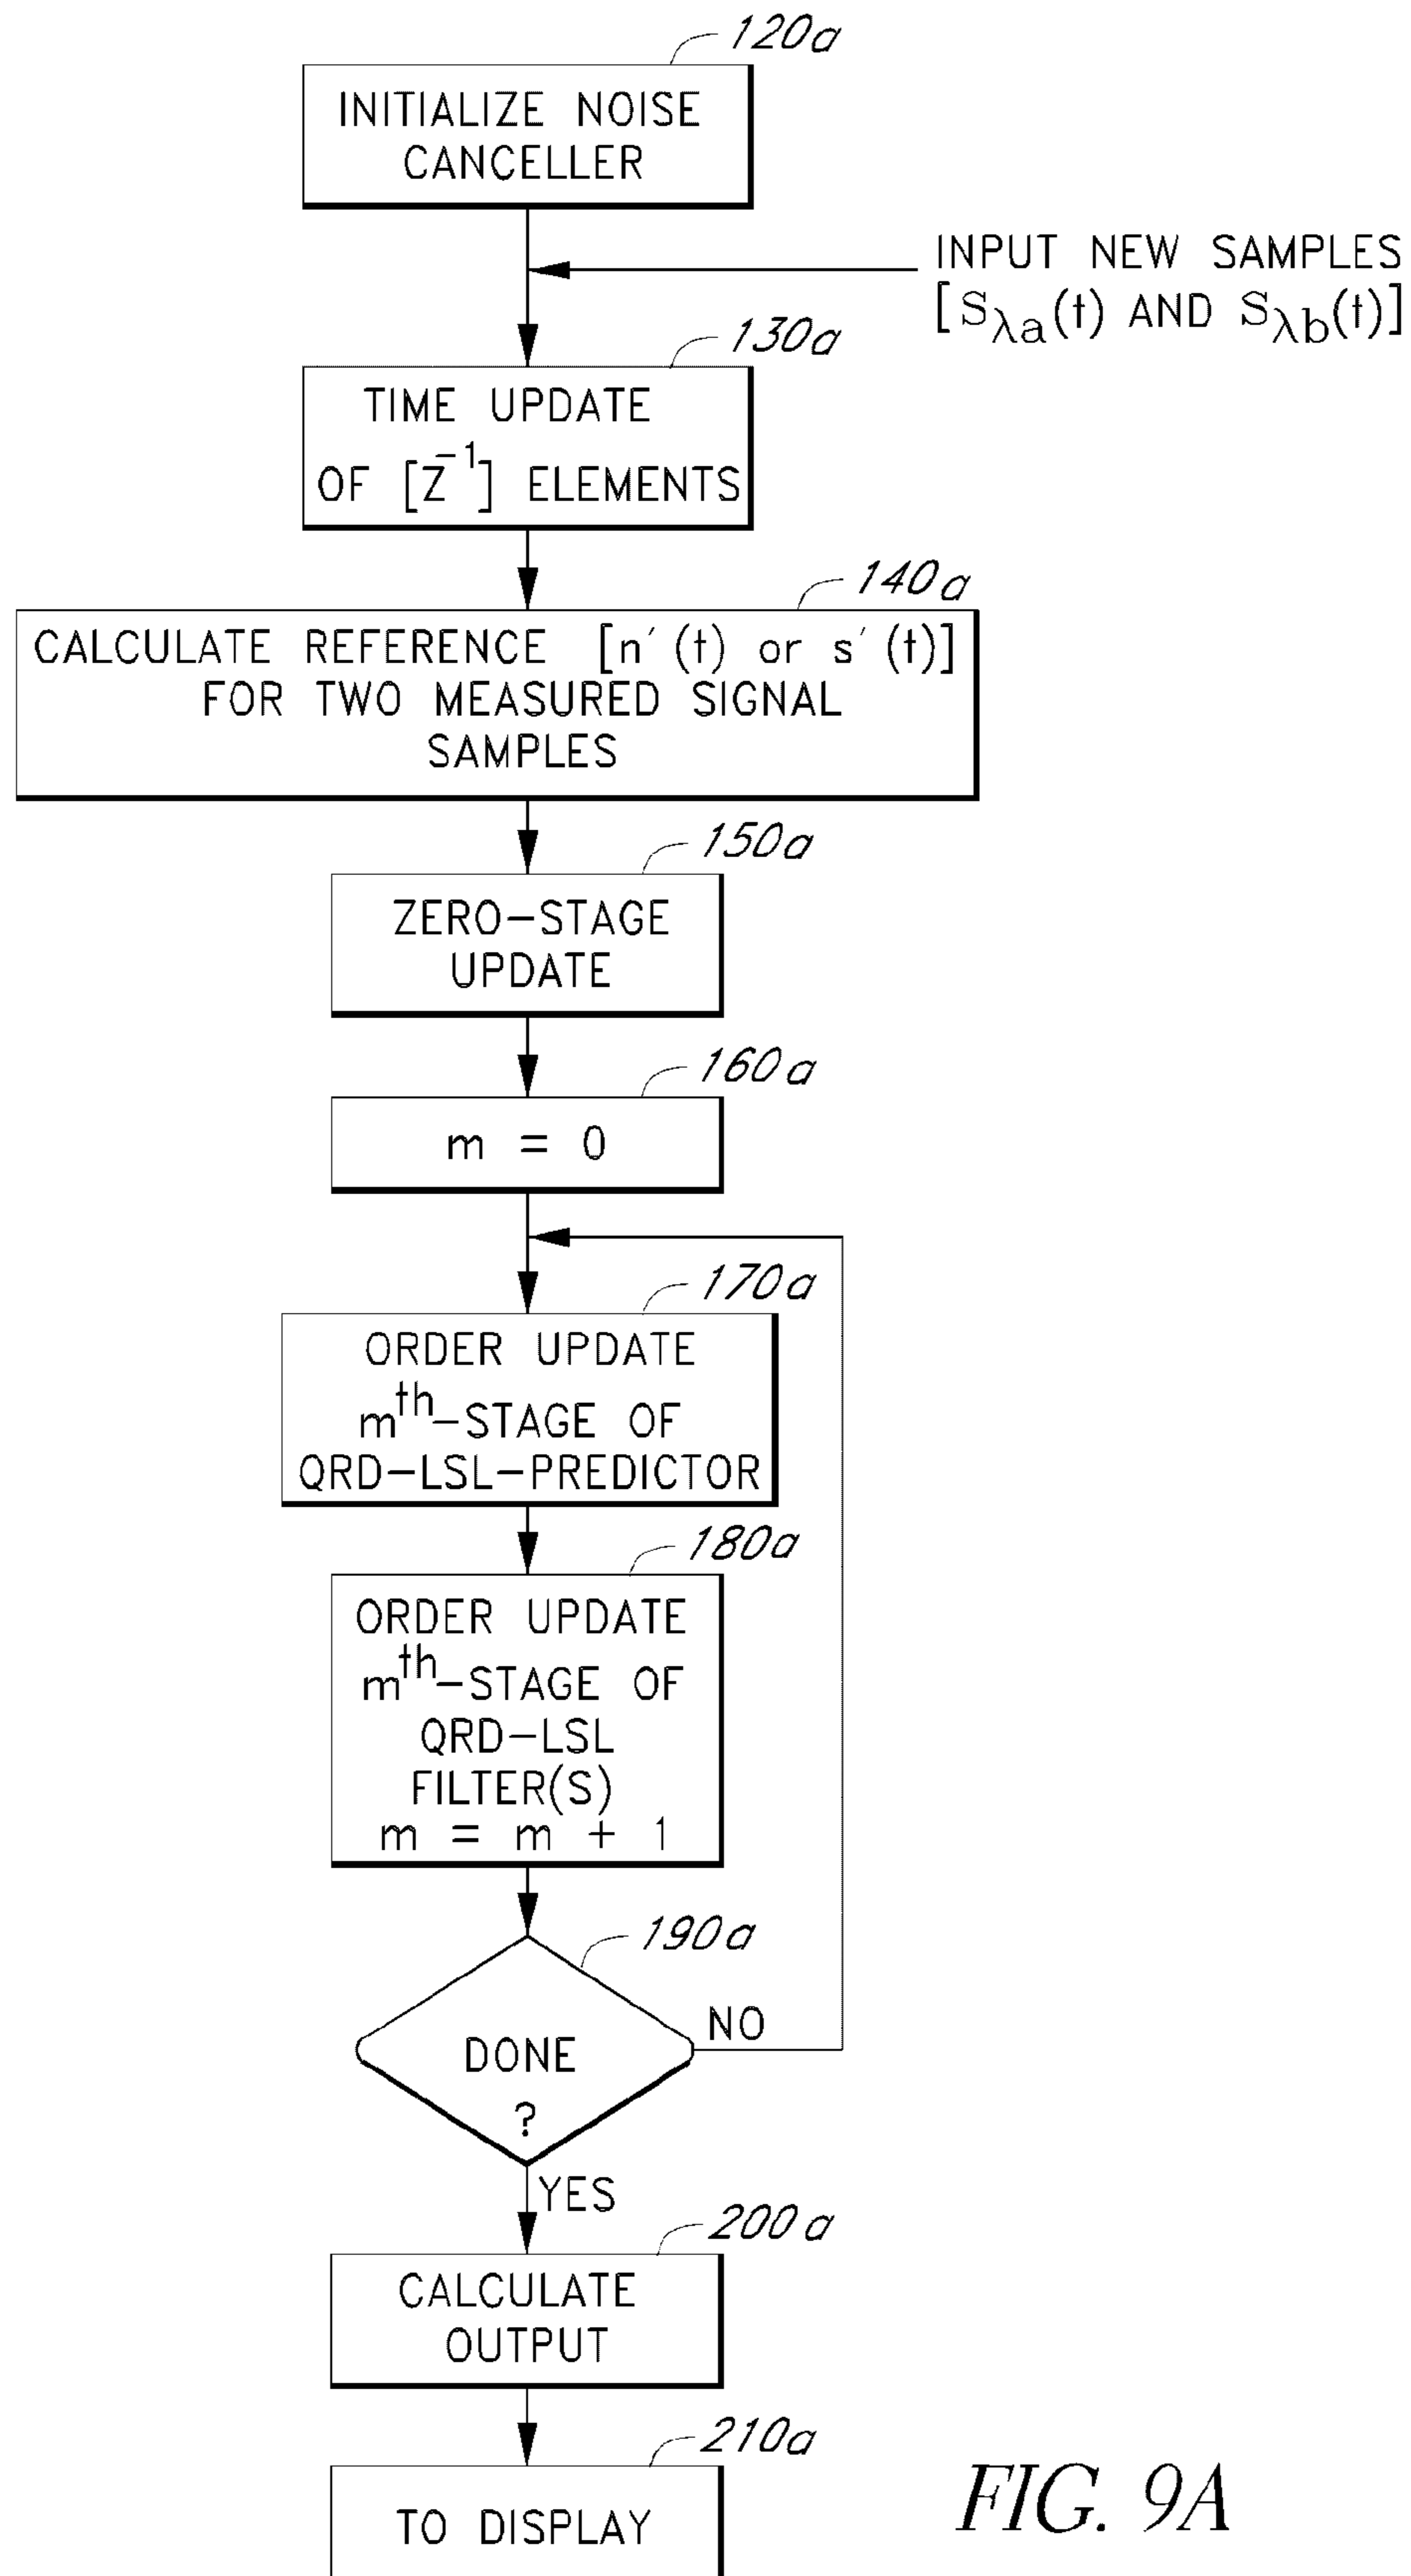 120a
INITIALIZE NOISE
CANCELLER
INPUT NEW SAMPLES
[Sλa(t) AND Sλb(t)]
130a
TIME UPDATE
OF [Z⁻¹] ELEMENTS
140a
CALCULATE REFERENCE [n′(t) or s′(t)]
FOR TWO MEASURED SIGNAL
SAMPLES
150a
ZERO-STAGE
UPDATE
160a
m = 0
170a
ORDER UPDATE
mᵗʰ-STAGE OF
QRD-LSL-PREDICTOR
180a
ORDER UPDATE
mᵗʰ-STAGE OF
QRD-LSL
FILTER(S)
m = m + 1
190a
NO
DONE
?
YES
200a
CALCULATE
OUTPUT
210a
TO DISPLAY
FIG. 9A